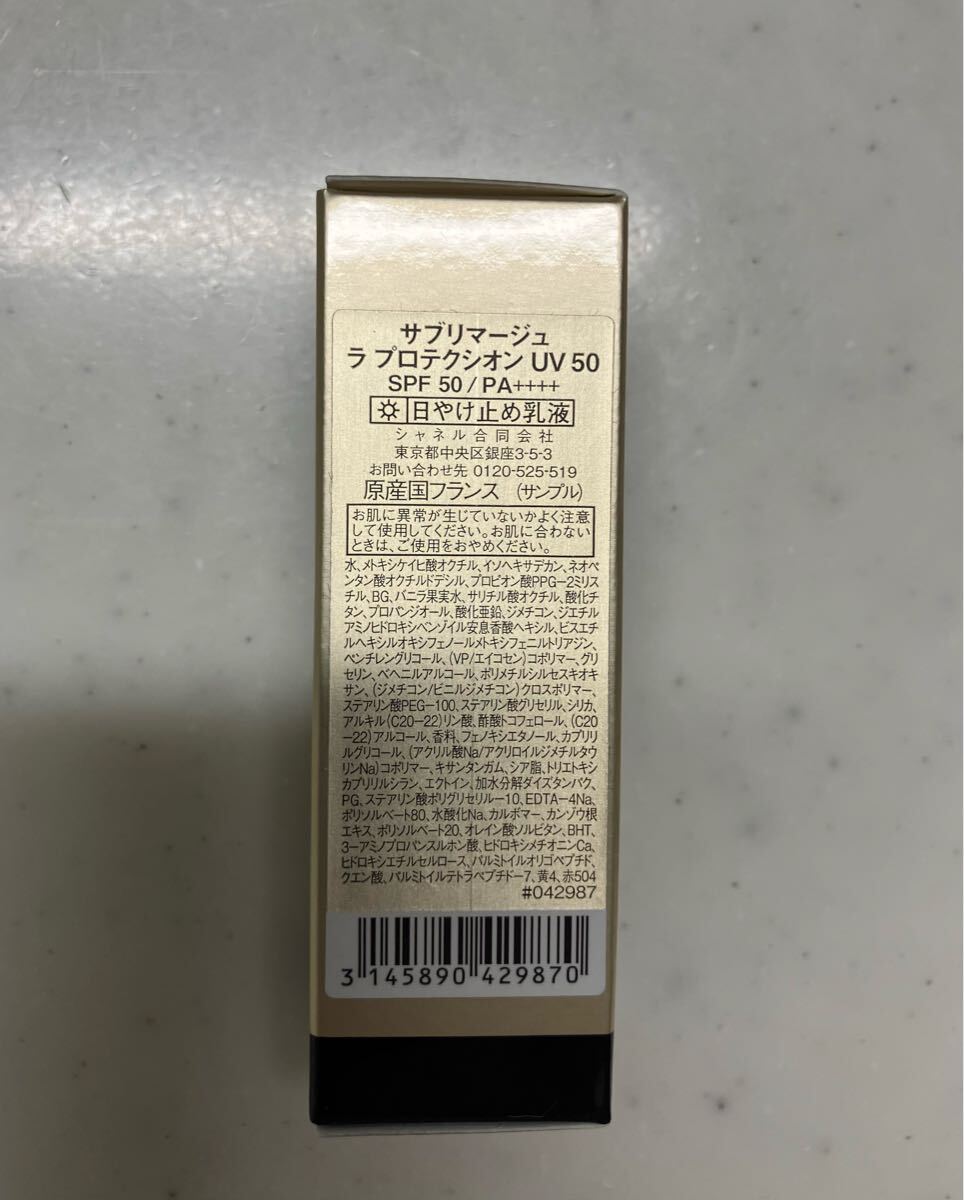 サブリマージュ
ラ プロテクシオン UV 50
SPF 50 / PA++++
日やけ止め乳液
シャネル合同会社
東京都中央区銀座3-5-3
お問い合わせ先 0120-525-519
原産国フランス (サンプル)
お肌に異常が生じていないかよく注意
して使用してください。お肌に合わない
ときは、ご使用をおやめください。
水、メトキシケイヒ酸オクチル、イソヘキサデカン、ネオペ
ンタン酸オクチルドデシル、プロピオン酸PPG-2ミリス
チル、BG、バニラ果実水、サリチル酸オクチル、酸化チ
タン、プロパンジオール、酸化亜鉛、ジメチコン、ジエチル
アミノヒドロキシベンゾイル安息香酸ヘキシル、ビスエチ
ルヘキシルオキシフェノールメトキシフェニルトリアジン、
ペンチレングリコール、(VP/エイコセン)コポリマー、グリ
セリン、ベヘニルアルコール、ポリメチルシルセスキオキ
サン、(ジメチコン/ビニルジメチコン)クロスポリマー、
ステアリン酸PEG-100、ステアリン酸グリセリル、シリカ、
アルキル(C20-22)リン酸、酢酸トコフェロール、(C20
-22)アルコール、香料、フェノキシエタノール、カプリリ
ルグリコール、(アクリル酸Na/アクリロイルジメチルタウ
リンNa)コポリマー、キサンタンガム、シア脂、トリエトキシ
カプリリルシラン、エクトイン、加水分解ダイズタンパク、
PG、ステアリン酸ポリグリセリル-10、EDTA-4Na、
ポリソルベート80、水酸化Na、カルボマー、カンゾウ根
エキス、ポリソルベート20、オレイン酸ソルビタン、BHT、
3-アミノプロパンスルホン酸、ヒドロキシメチオニンCa、
ヒドロキシエチルセルロース、パルミトイルオリゴペプチド、
クエン酸、パルミトイルテトラペプチド-7、黄4、赤504
#042987
3 145890 429870